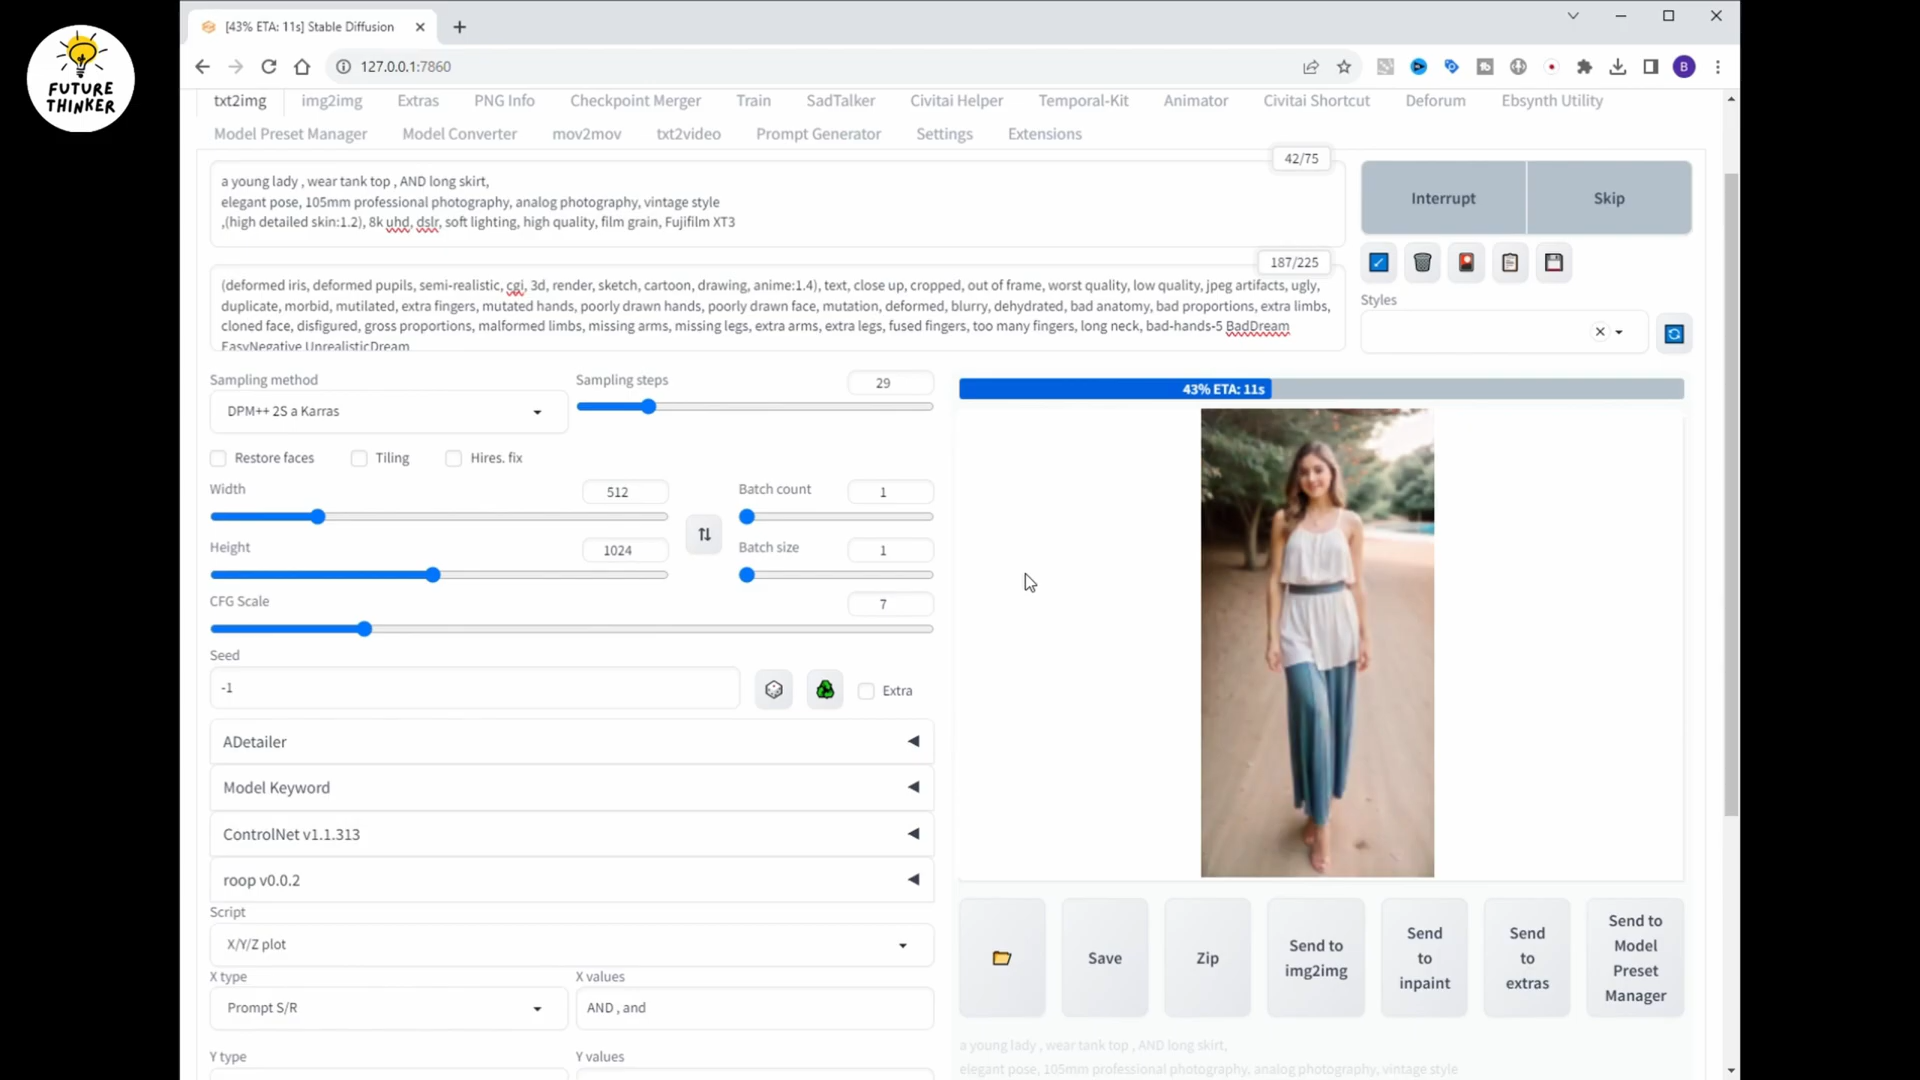 FUTURE
THINKER
[43% ETA: 11s] Stable Diffusion
127.0.0.1:7860
B
txt2img
img2img
Extras
PNG Info
Checkpoint Merger
Train
SadTalker
Civitai Helper
Temporal-Kit
Animator
Civitai Shortcut
Deforum
Ebsynth Utility
Model Preset Manager
Model Converter
mov2mov
txt2video
Prompt Generator
Settings
Extensions
42/75
a young lady , wear tank top , AND long skirt,
elegant pose, 105mm professional photography, analog photography, vintage style
,(high detailed skin:1.2), 8k uhd, dslr, soft lighting, high quality, film grain, Fujifilm XT3
Interrupt
Skip
187/225
(deformed iris, deformed pupils, semi-realistic, cgi, 3d, render, sketch, cartoon, drawing, anime:1.4), text, close up, cropped, out of frame, worst quality, low quality, jpeg artifacts, ugly,
duplicate, morbid, mutilated, extra fingers, mutated hands, poorly drawn hands, poorly drawn face, mutation, deformed, blurry, dehydrated, bad anatomy, bad proportions, extra limbs,
cloned face, disfigured, gross proportions, malformed limbs, missing arms, missing legs, extra arms, extra legs, fused fingers, too many fingers, long neck, bad-hands-5 BadDream
EasyNegative UnrealisticDream
Styles
Sampling method
DPM++ 2S a Karras
Sampling steps
29
43% ETA: 11s
Restore faces
Tiling
Hires. fix
Width
512
Batch count
1
Height
1024
Batch size
1
CFG Scale
7
Seed
-1
Extra
ADetailer
Model Keyword
ControlNet v1.1.313
roop v0.0.2
Script
X/Y/Z plot
X type
Prompt S/R
X values
AND , and
Y type
Y values
Save
Zip
Send to
img2img
Send
to
inpaint
Send
to
extras
Send to
Model
Preset
Manager
a young lady , wear tank top , AND long skirt,
elegant pose, 105mm professional photography, analog photography, vintage style